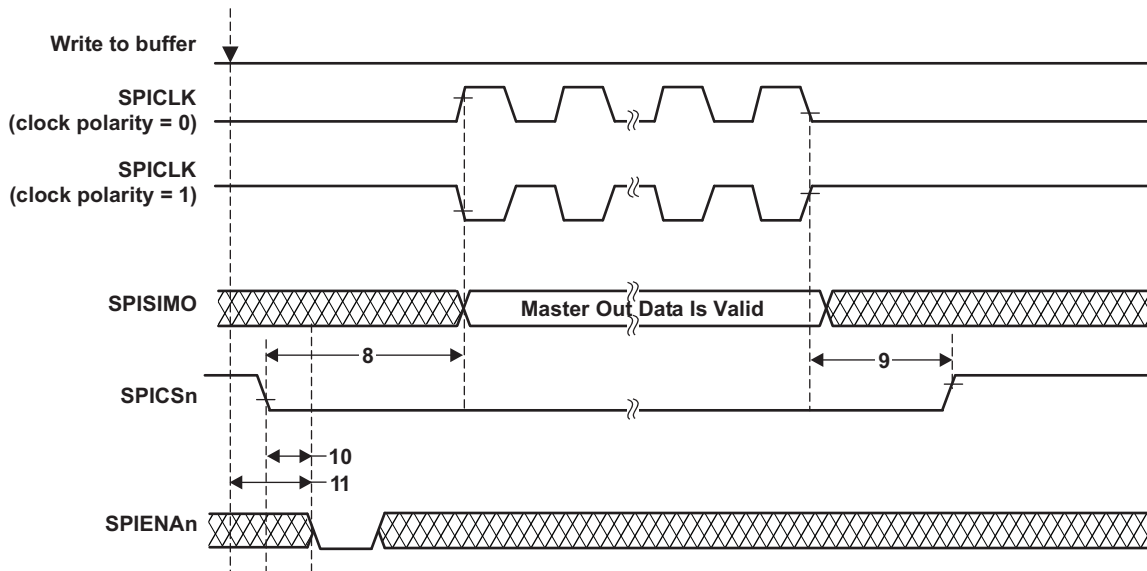 Write to buffer
SPICLK
(clock polarity = 0)
SPICLK
(clock polarity = 1)
SPISIMO
Master Out Data Is Valid
8
9
SPICSn
10
11
SPIENAn